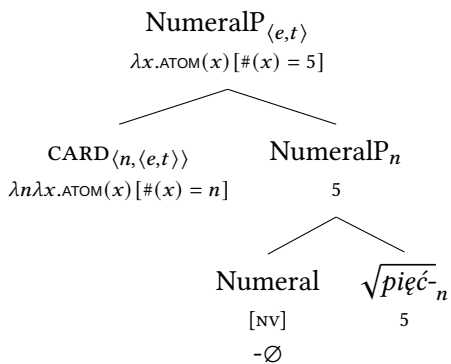 NumeralP⟨e,t⟩
λx.ATOM(x)[#(x) = 5]
CARD⟨n,⟨e,t⟩⟩ NumeralPn
λnλx.ATOM(x)[#(x) = n] 5
Numeral √pięć-n
[NV] 5
-∅